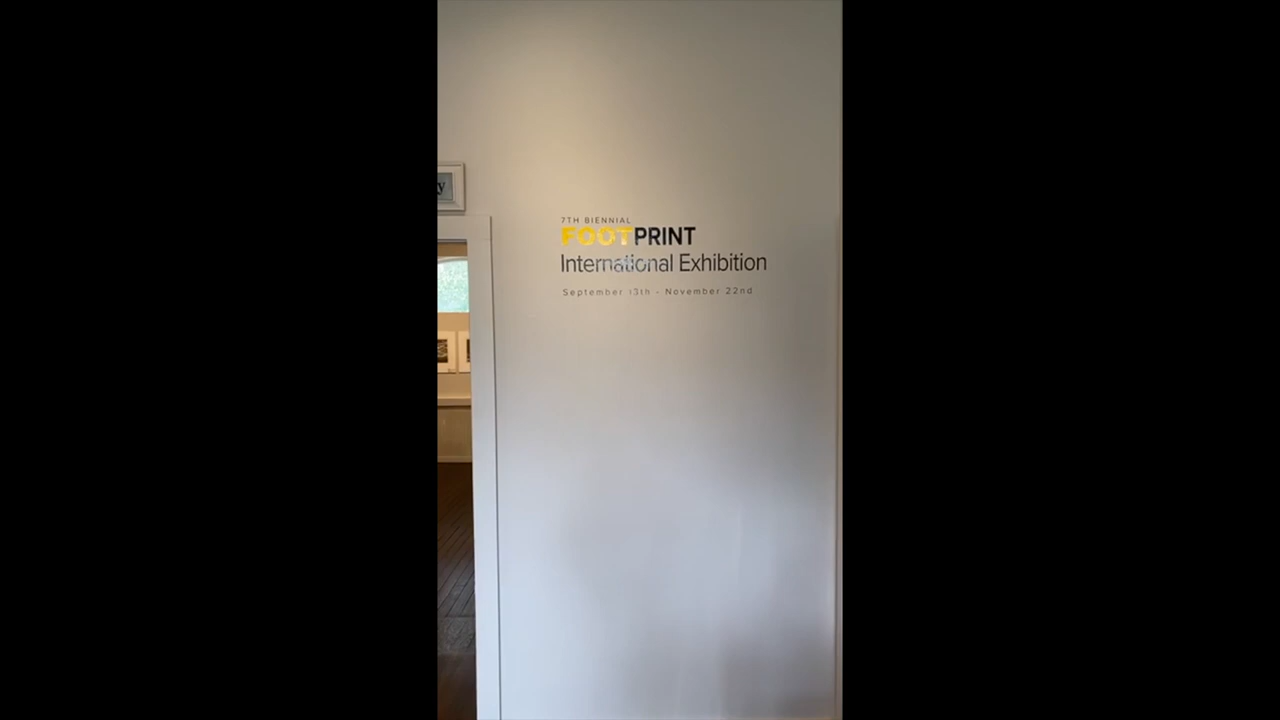 7TH BIENNIAL
FOOTPRINT
International Exhibition
September 13th - November 22nd
y